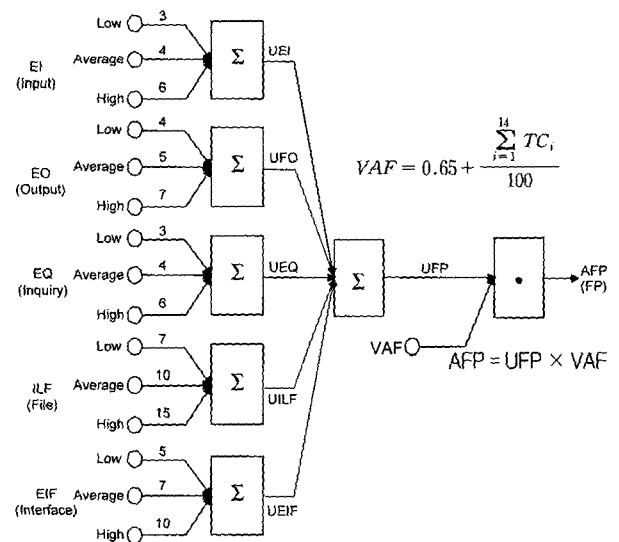 Low 3
EI
(Input)
Average 4
High 6
Σ
UEI
Low 4
EO
(Output)
Average 5
High 7
Σ
UFO
Low 3
EQ
(Inquiry)
Average 4
High 6
Σ
UEQ
Low 7
ILF
(File)
Average 10
High 15
Σ
UILF
Low 5
EIF
(Interface)
Average 7
High 10
Σ
UEIF
Σ
UFP
VAF
AFP
(FP)
VAF = 0.65 + \frac{\sum_{i=1}^{14} TC_i}{100}
AFP = UFP × VAF